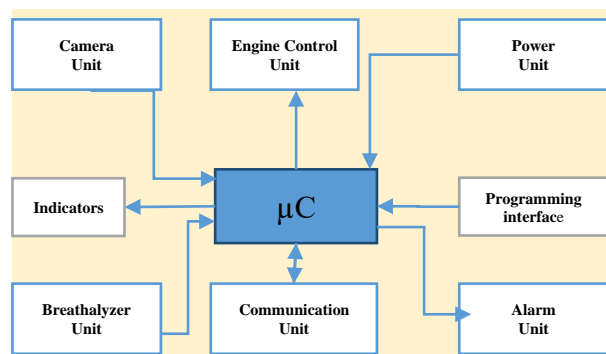 Camera
Unit
Engine Control
Unit
Power
Unit
Indicators
µC
Programming
interface
Breathalyzer
Unit
Communication
Unit
Alarm
Unit